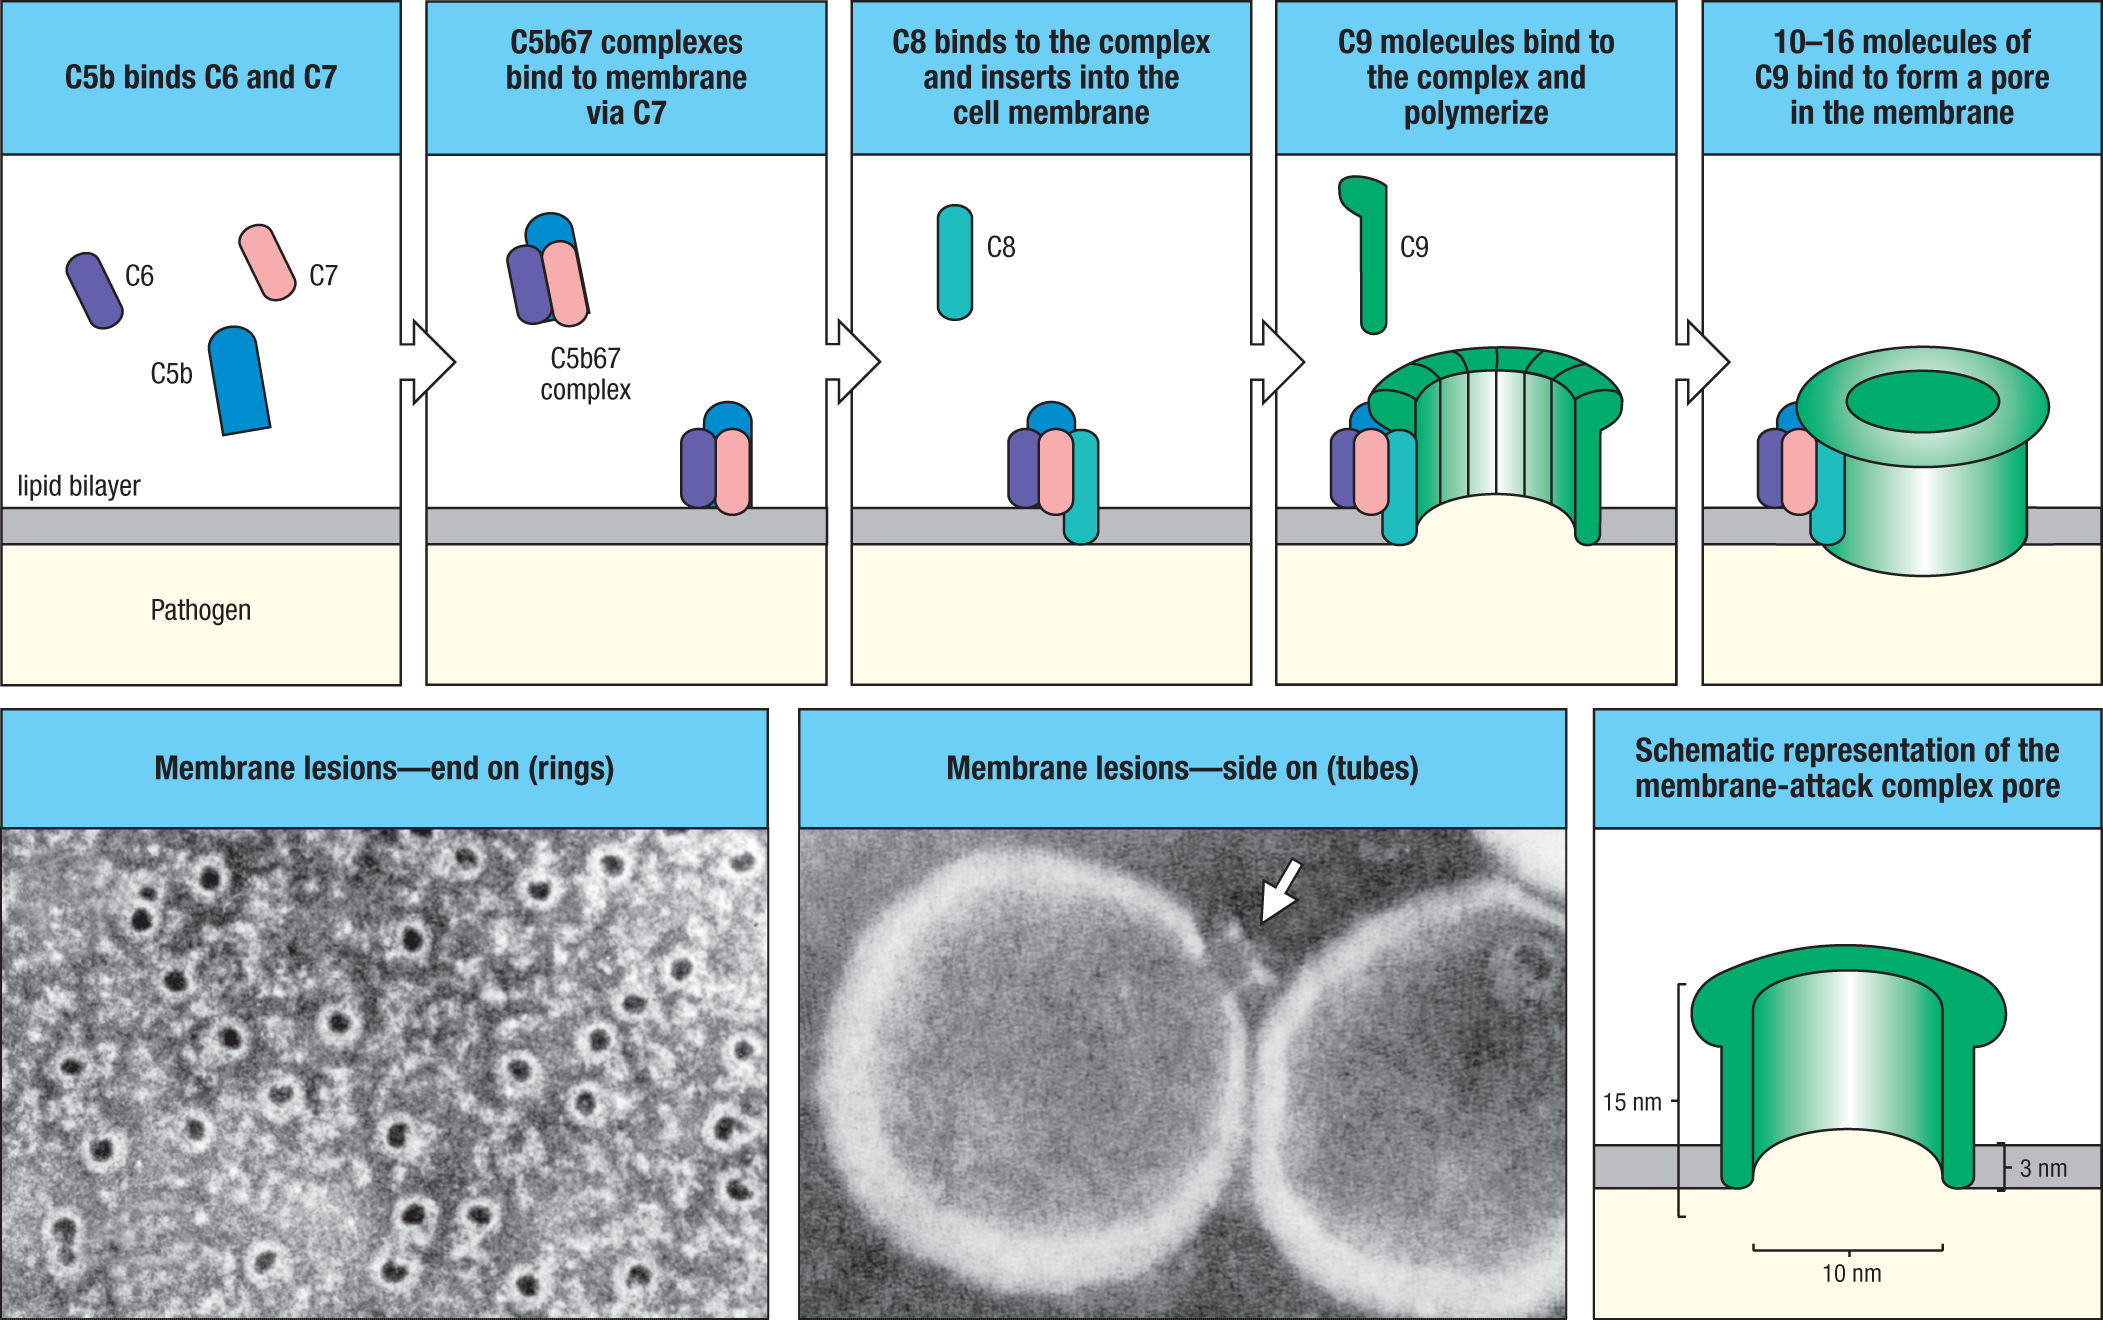 C5b binds C6 and C7
C6
C7
C5b
lipid bilayer
Pathogen
C5b67 complexes
bind to membrane
via C7
C5b67
complex
C8 binds to the complex
and inserts into the
cell membrane
C8
C9 molecules bind to
the complex and
polymerize
C9
10–16 molecules of
C9 bind to form a pore
in the membrane
Membrane lesions—end on (rings)
Membrane lesions—side on (tubes)
Schematic representation of the
membrane-attack complex pore
15 nm
3 nm
10 nm